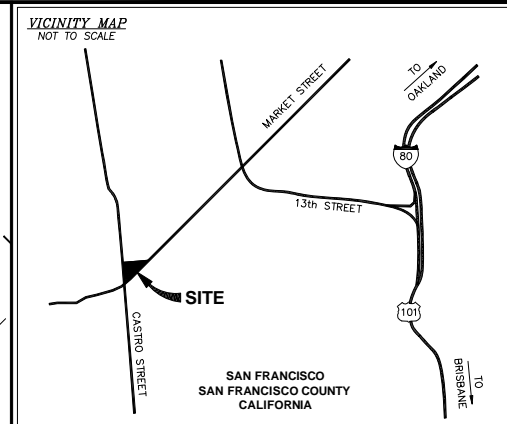 VICINITY MAP
NOT TO SCALE
MARKET STREET
TO
OAKLAND
80
13th STREET
SITE
101
CASTRO STREET
TO
BRISBANE
SAN FRANCISCO
SAN FRANCISCO COUNTY
CALIFORNIA